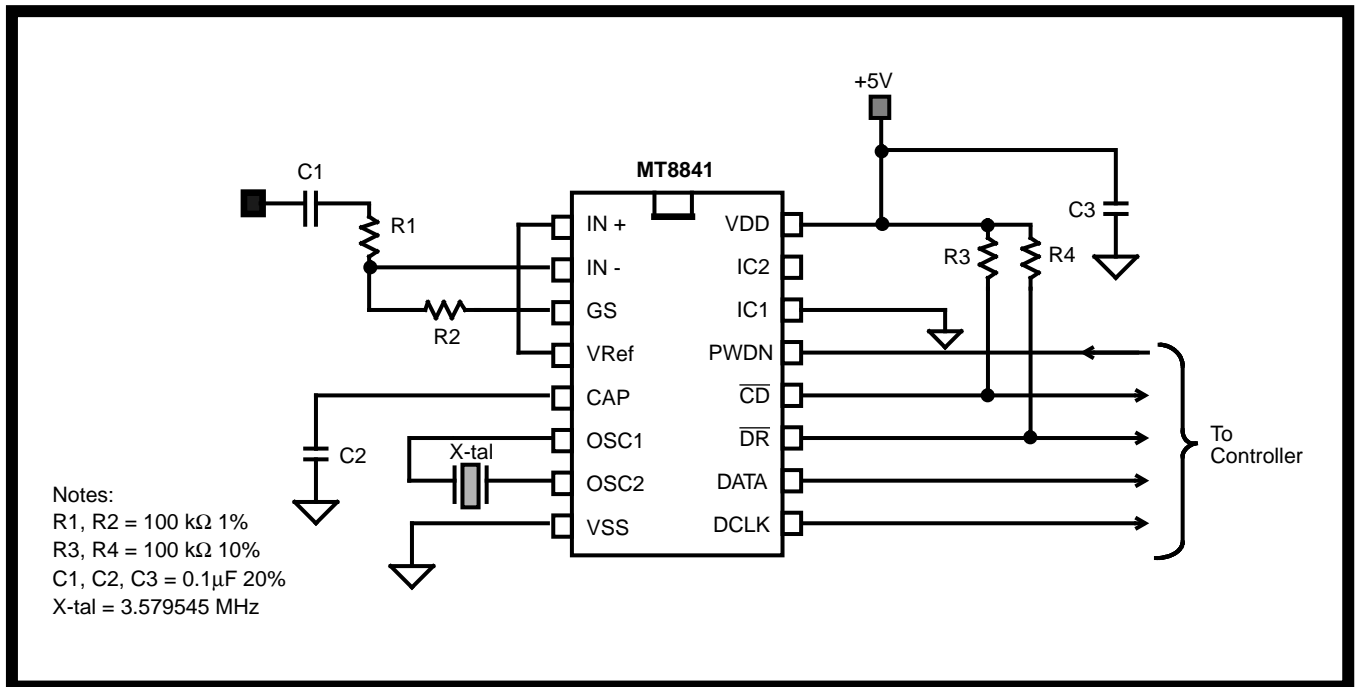 +5V
MT8841
C1
R1
R2
C2
X-tal
IN +
IN -
GS
VRef
CAP
OSC1
OSC2
VSS
VDD
IC2
IC1
PWDN
C̅D̅
D̅R̅
DATA
DCLK
C3
R3
R4
To
Controller
Notes:
R1, R2 = 100 kΩ 1%
R3, R4 = 100 kΩ 10%
C1, C2, C3 = 0.1μF 20%
X-tal = 3.579545 MHz